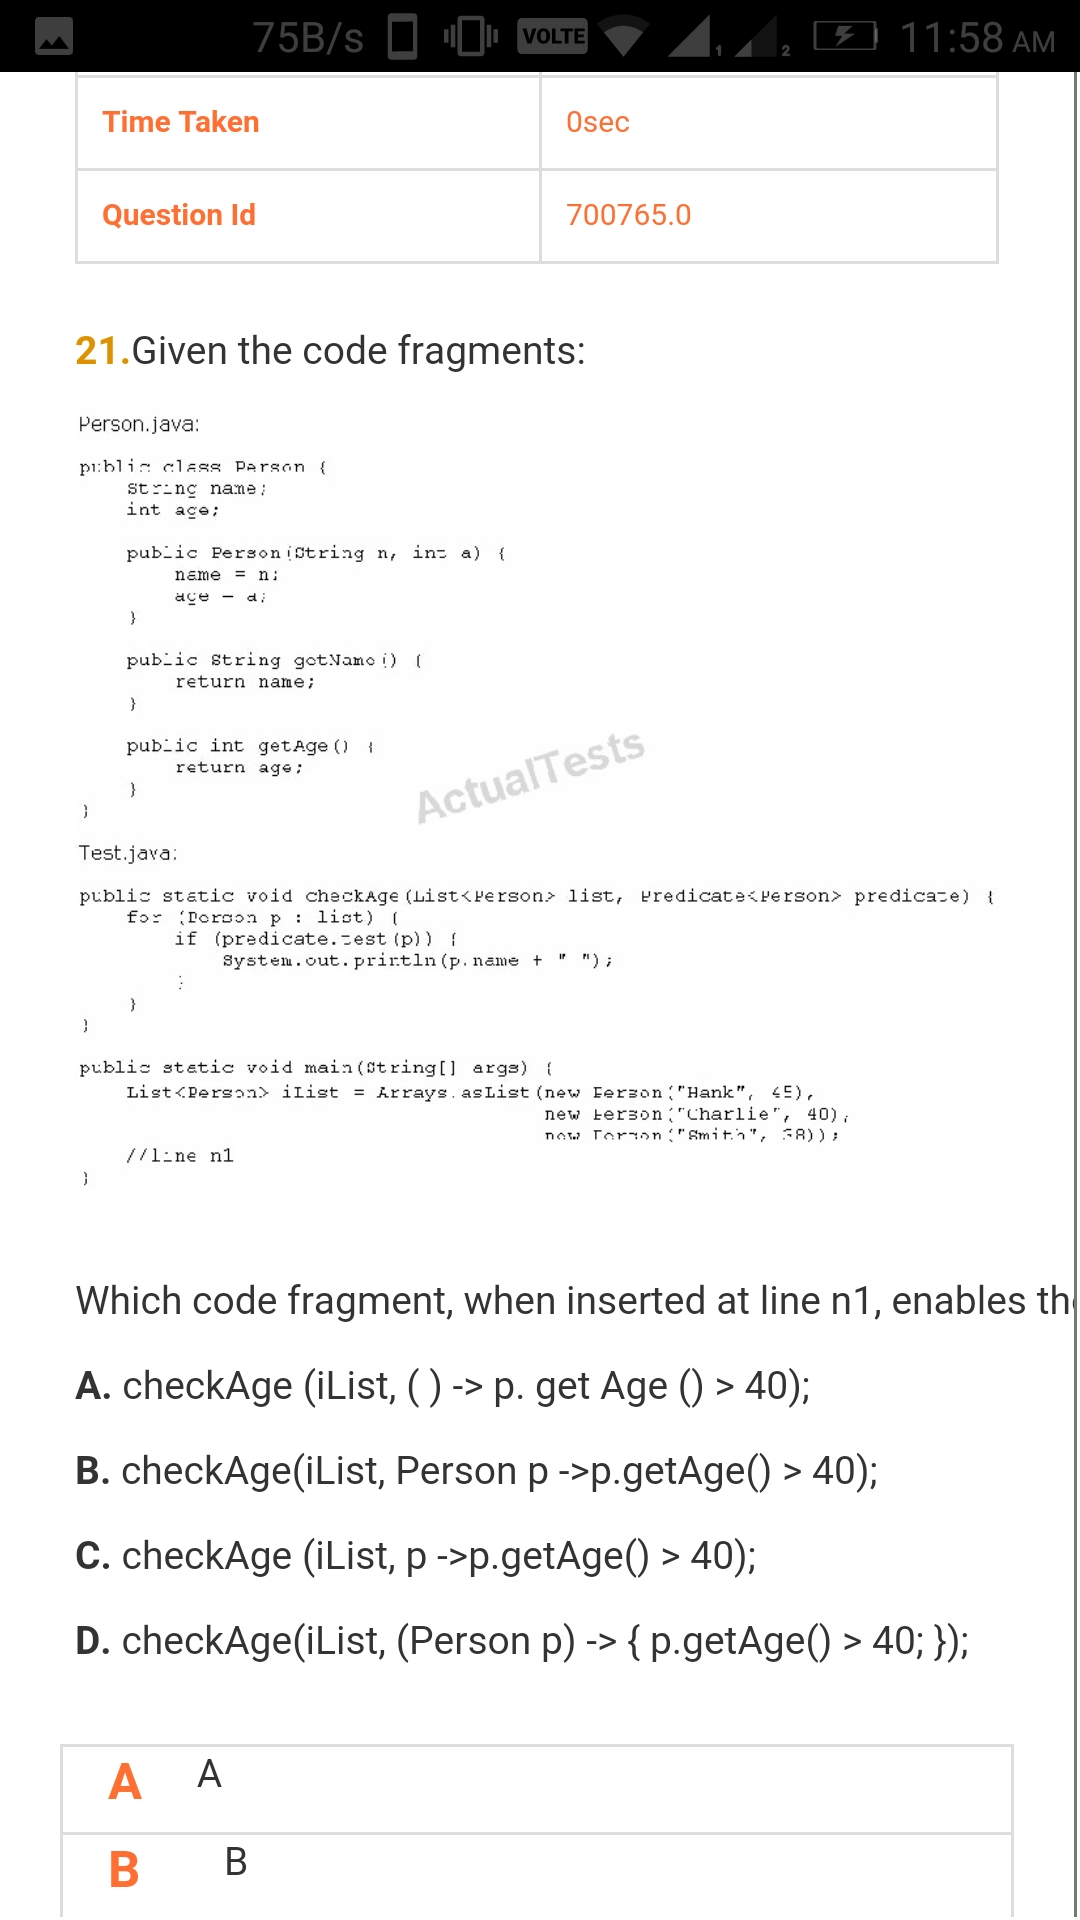 75B/s VOLTE 1 2 11:58 AM
Time Taken 0sec
Question Id 700765.0
21.Given the code fragments:
Person.java:
public class Person {
String name;
int age;
public Person(String n, int a) {
name = n;
age = a;
}
public String getName() {
return name;
}
public int getAge() {
return age;
}
}
ActualTests
Test.java:
public static void checkAge(List<Person> list, Predicate<Person> predicate) {
for (Person p : list) {
if (predicate.test(p)) {
System.out.println(p.name + " ");
}
}
}
public static void main(String[] args) {
List<Person> iList = Arrays.asList(new Person("Hank", 45),
new Person("Charlie", 40),
new Person("Smith", 38));
//line n1
}
Which code fragment, when inserted at line n1, enables the
A. checkAge (iList, ( ) -> p. get Age () > 40);
B. checkAge(iList, Person p ->p.getAge() > 40);
C. checkAge (iList, p ->p.getAge() > 40);
D. checkAge(iList, (Person p) -> { p.getAge() > 40; });
A A
B B